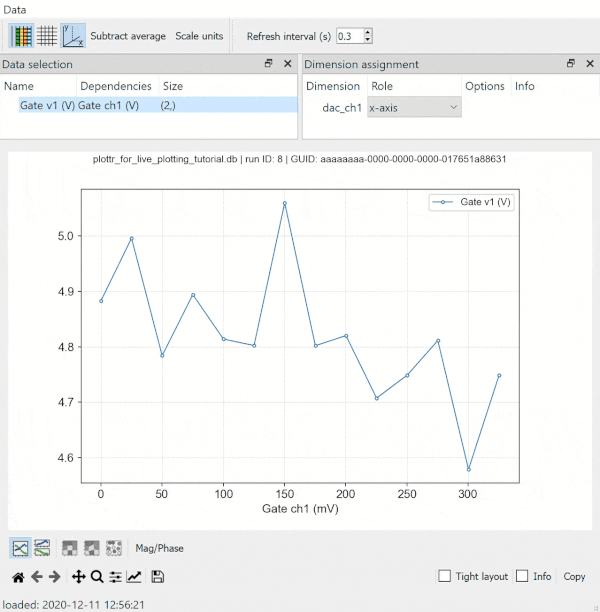 Data
Subtract average Scale units Refresh interval (s) 0.3
Data selection
Name Dependencies Size
Gate v1 (V) Gate ch1 (V) (2,)
Dimension assignment
Dimension Role Options Info
dac_ch1 x-axis
plottr_for_live_plotting_tutorial.db | run ID: 8 | GUID: aaaaaaaa-0000-0000-0000-017651a88631
Gate v1 (V)
5.0
4.9
4.8
4.7
4.6
0 50 100 150 200 250 300
Gate ch1 (mV)
Mag/Phase
Tight layout Info Copy
loaded: 2020-12-11 12:56:21